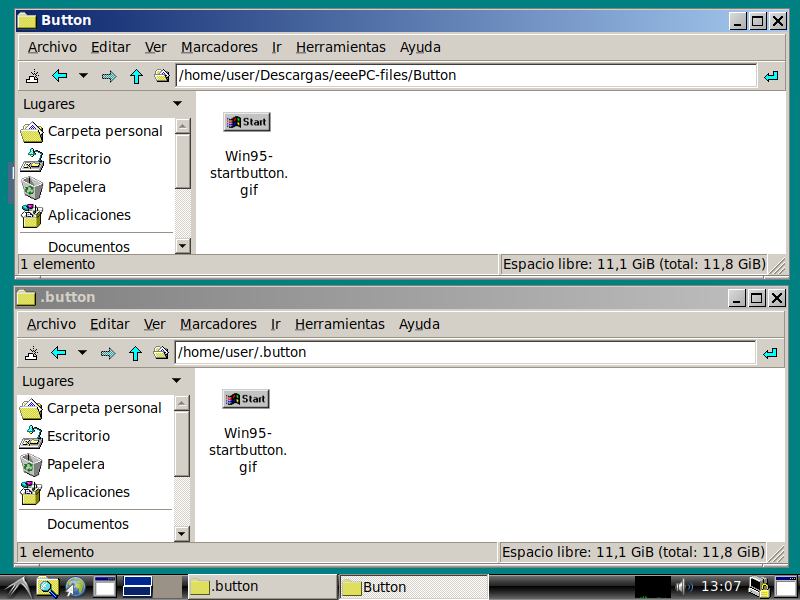 Button
Archivo Editar Ver Marcadores Ir Herramientas Ayuda
/home/user/Descargas/eeePC-files/Button
Lugares
Carpeta personal
Escritorio
Papelera
Aplicaciones
Documentos
Start
Win95-
startbutton.
gif
1 elemento
Espacio libre: 11,1 GiB (total: 11,8 GiB)
.button
Archivo Editar Ver Marcadores Ir Herramientas Ayuda
/home/user/.button
Lugares
Carpeta personal
Escritorio
Papelera
Aplicaciones
Documentos
Start
Win95-
startbutton.
gif
1 elemento
Espacio libre: 11,1 GiB (total: 11,8 GiB)
.button
Button
13:07